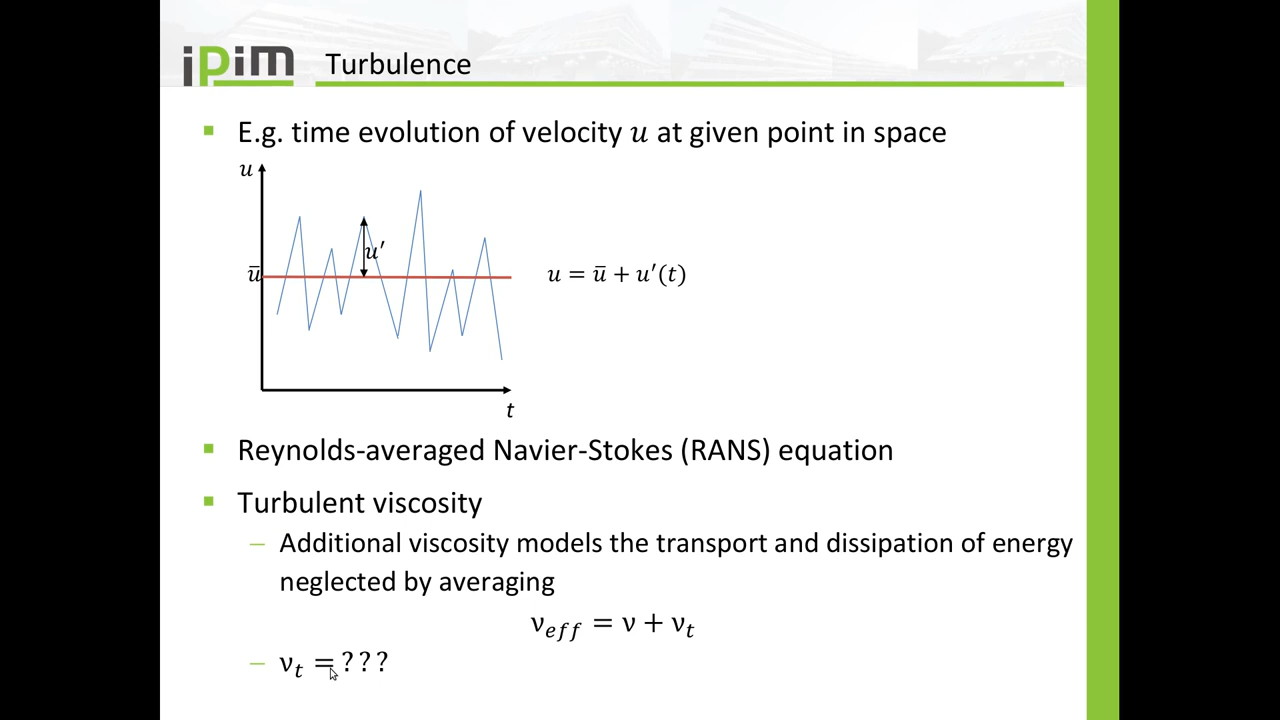 iPim
Turbulence
E.g. time evolution of velocity u at given point in space
u
u′
ū
u = ū + u′(t)
t
Reynolds-averaged Navier-Stokes (RANS) equation
Turbulent viscosity
– Additional viscosity models the transport and dissipation of energy
neglected by averaging
ν_eff = ν + ν_t
– ν_t =???